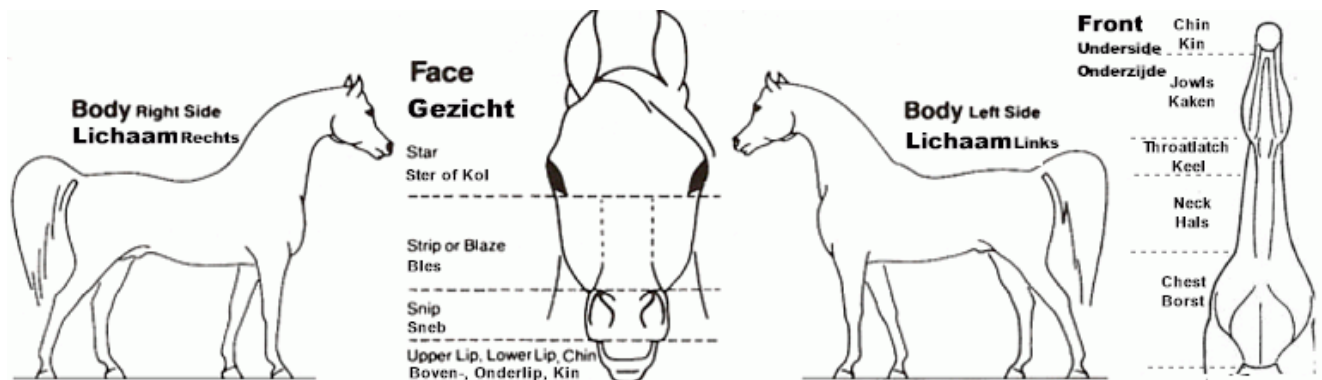 Body Right Side
Lichaam Rechts
Face
Gezicht
Star
Ster of Kol
Strip or Blaze
Bles
Snip
Sneb
Upper Lip, Lower Lip, Chin
Boven-, Onderlip, Kin
Body Left Side
Lichaam Links
Front
Underside
Onderzijde
Chin
Kin
Jowls
Kaken
Throatlatch
Keel
Neck
Hals
Chest
Borst